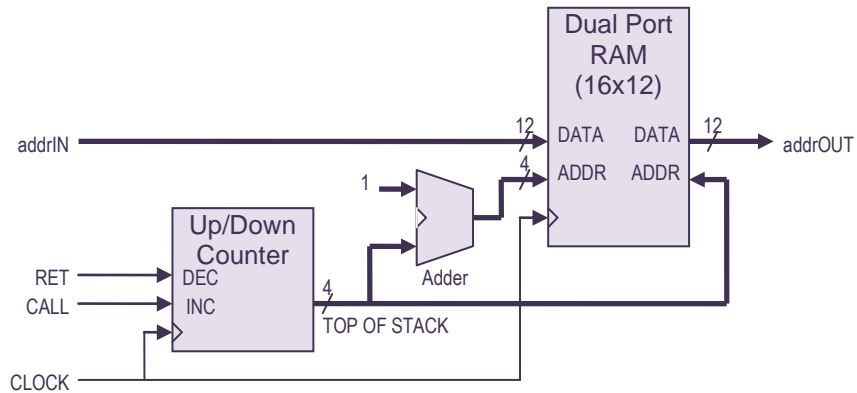 Dual Port
RAM
(16x12)
addrIN
12
DATA
DATA
12
addrOUT
4
ADDR
ADDR
1
Up/Down
Counter
Adder
RET
DEC
CALL
INC
4
TOP OF STACK
CLOCK